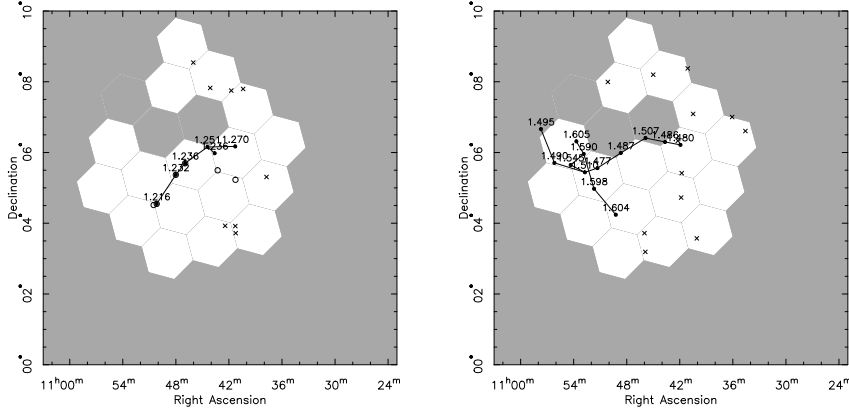 10°
08°
06°
04°
02°
00°
Declination
1.251
1.270
1.236
1.236
1.232
1.216
11ʰ00ᵐ
54ᵐ
48ᵐ
42ᵐ
36ᵐ
30ᵐ
24ᵐ
Right Ascension
10°
08°
06°
04°
02°
00°
Declination
1.495
1.605
1.590
1.507
1.486
1.480
1.487
1.490
1.477
1.598
1.604
11ʰ00ᵐ
54ᵐ
48ᵐ
42ᵐ
36ᵐ
30ᵐ
24ᵐ
Right Ascension